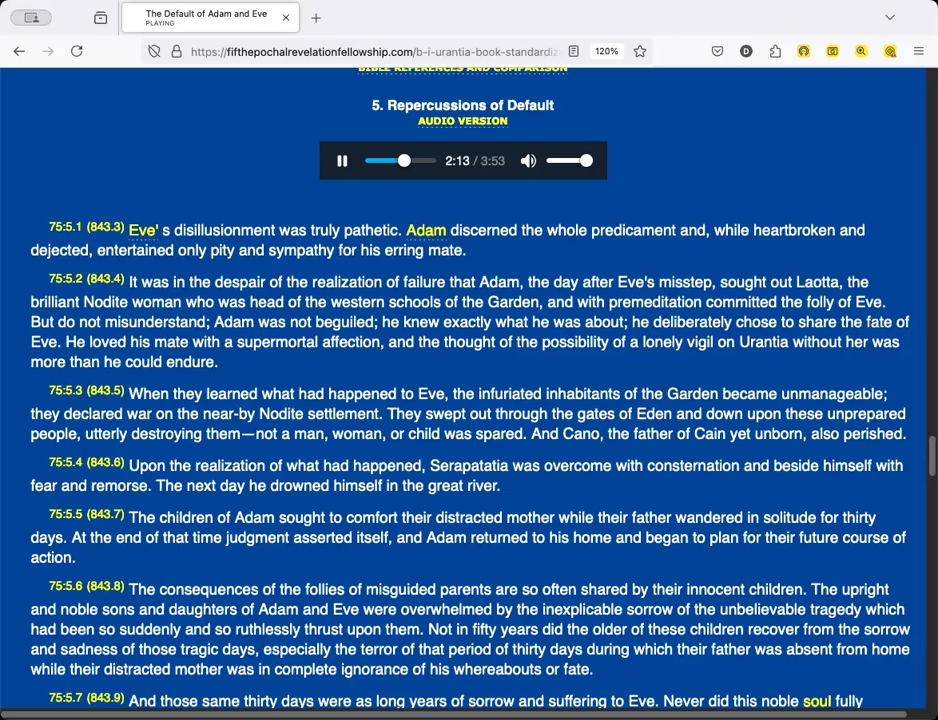 The Default of Adam and Eve
PLAYING
https://fifthepochalrevelationfellowship.com/b-i-urantia-book-standardiz
120%
D
BIBLE REFERENCES AND COMPARISON
5. Repercussions of Default
AUDIO VERSION
2:13 / 3:53
75:5.1 (843.3) Eve' s disillusionment was truly pathetic. Adam discerned the whole predicament and, while heartbroken and
dejected, entertained only pity and sympathy for his erring mate.
75:5.2 (843.4) It was in the despair of the realization of failure that Adam, the day after Eve's misstep, sought out Laotta, the
brilliant Nodite woman who was head of the western schools of the Garden, and with premeditation committed the folly of Eve.
But do not misunderstand; Adam was not beguiled; he knew exactly what he was about; he deliberately chose to share the fate of
Eve. He loved his mate with a supermortal affection, and the thought of the possibility of a lonely vigil on Urantia without her was
more than he could endure.
75:5.3 (843.5) When they learned what had happened to Eve, the infuriated inhabitants of the Garden became unmanageable;
they declared war on the near-by Nodite settlement. They swept out through the gates of Eden and down upon these unprepared
people, utterly destroying them—not a man, woman, or child was spared. And Cano, the father of Cain yet unborn, also perished.
75:5.4 (843.6) Upon the realization of what had happened, Serapatatia was overcome with consternation and beside himself with
fear and remorse. The next day he drowned himself in the great river.
75:5.5 (843.7) The children of Adam sought to comfort their distracted mother while their father wandered in solitude for thirty
days. At the end of that time judgment asserted itself, and Adam returned to his home and began to plan for their future course of
action.
75:5.6 (843.8) The consequences of the follies of misguided parents are so often shared by their innocent children. The upright
and noble sons and daughters of Adam and Eve were overwhelmed by the inexplicable sorrow of the unbelievable tragedy which
had been so suddenly and so ruthlessly thrust upon them. Not in fifty years did the older of these children recover from the sorrow
and sadness of those tragic days, especially the terror of that period of thirty days during which their father was absent from home
while their distracted mother was in complete ignorance of his whereabouts or fate.
75:5.7 (843.9) And those same thirty days were as long years of sorrow and suffering to Eve. Never did this noble soul fully